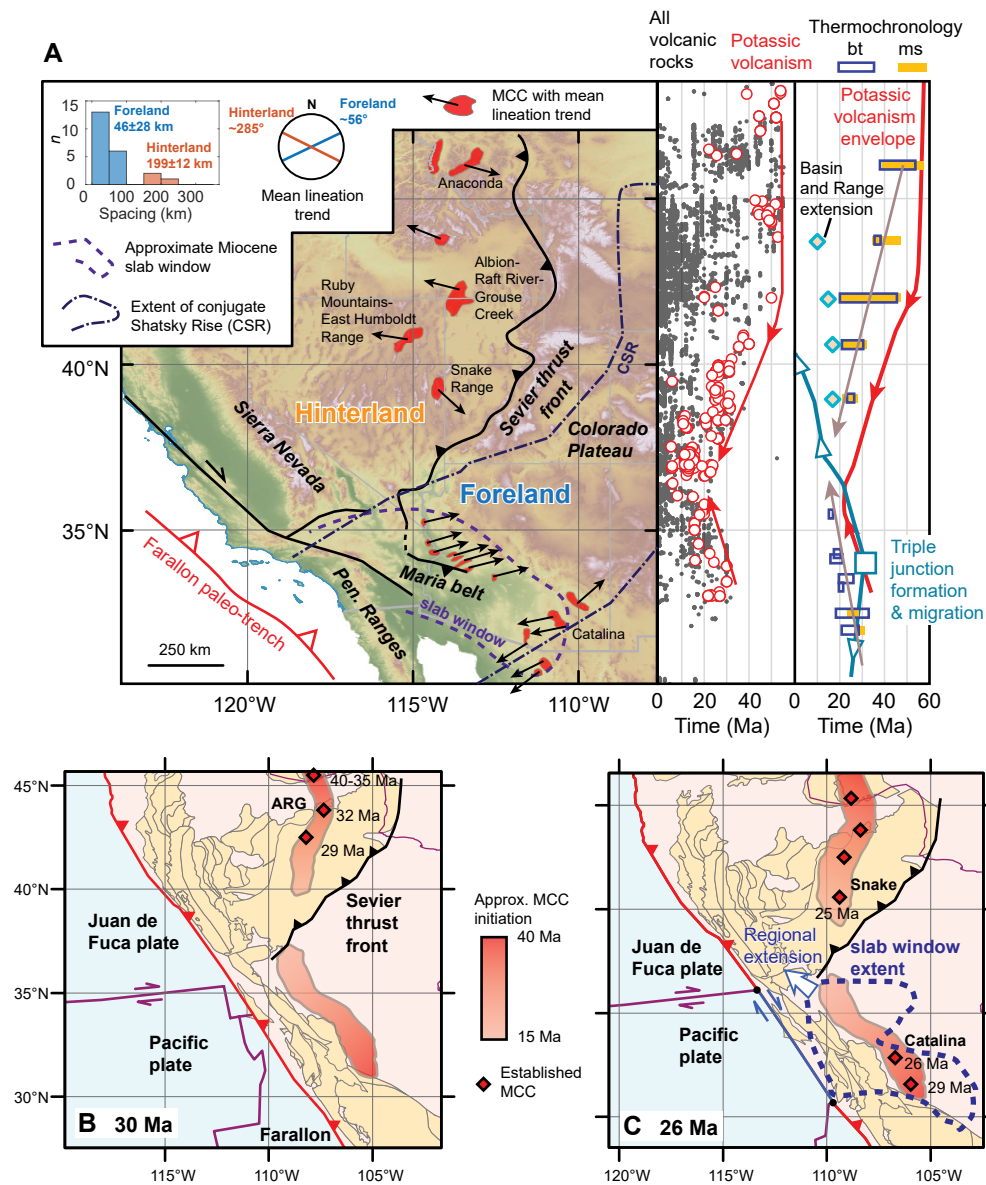 A
All
volcanic
rocks
Potassic
volcanism
Thermochronology
bt
ms
15
10
5
0
n
0
100
200
300
Spacing (km)
Foreland
46±28 km
Hinterland
199±12 km
N
Hinterland
~285°
Foreland
~56°
Mean lineation
trend
MCC with mean
lineation trend
Approximate Miocene
slab window
Extent of conjugate
Shatsky Rise (CSR)
Anaconda
Albion-
Raft River-
Grouse
Creek
Ruby
Mountains-
East Humboldt
Range
Snake
Range
Hinterland
Sevier thrust
front
CSR
Colorado
Plateau
Foreland
Sierra Nevada
Maria belt
slab window
Pen. Ranges
Catalina
Farallon paleo-trench
250 km
40°N
35°N
120°W
115°W
110°W
0
20
40
Time (Ma)
Potassic
volcanism
envelope
Basin
and Range
extension
Triple
junction
formation
& migration
0
20
40
60
Time (Ma)
45°N
40°N
35°N
30°N
40-35 Ma
ARG
32 Ma
29 Ma
Juan de
Fuca plate
Sevier
thrust
front
Pacific
plate
Farallon
B 30 Ma
115°W
110°W
105°W
Approx. MCC
initiation
40 Ma
15 Ma
Established
MCC
Snake
25 Ma
Regional
extension
slab window
extent
Juan de
Fuca plate
Pacific
plate
Catalina
26 Ma
29 Ma
C 26 Ma
120°W
115°W
110°W
105°W